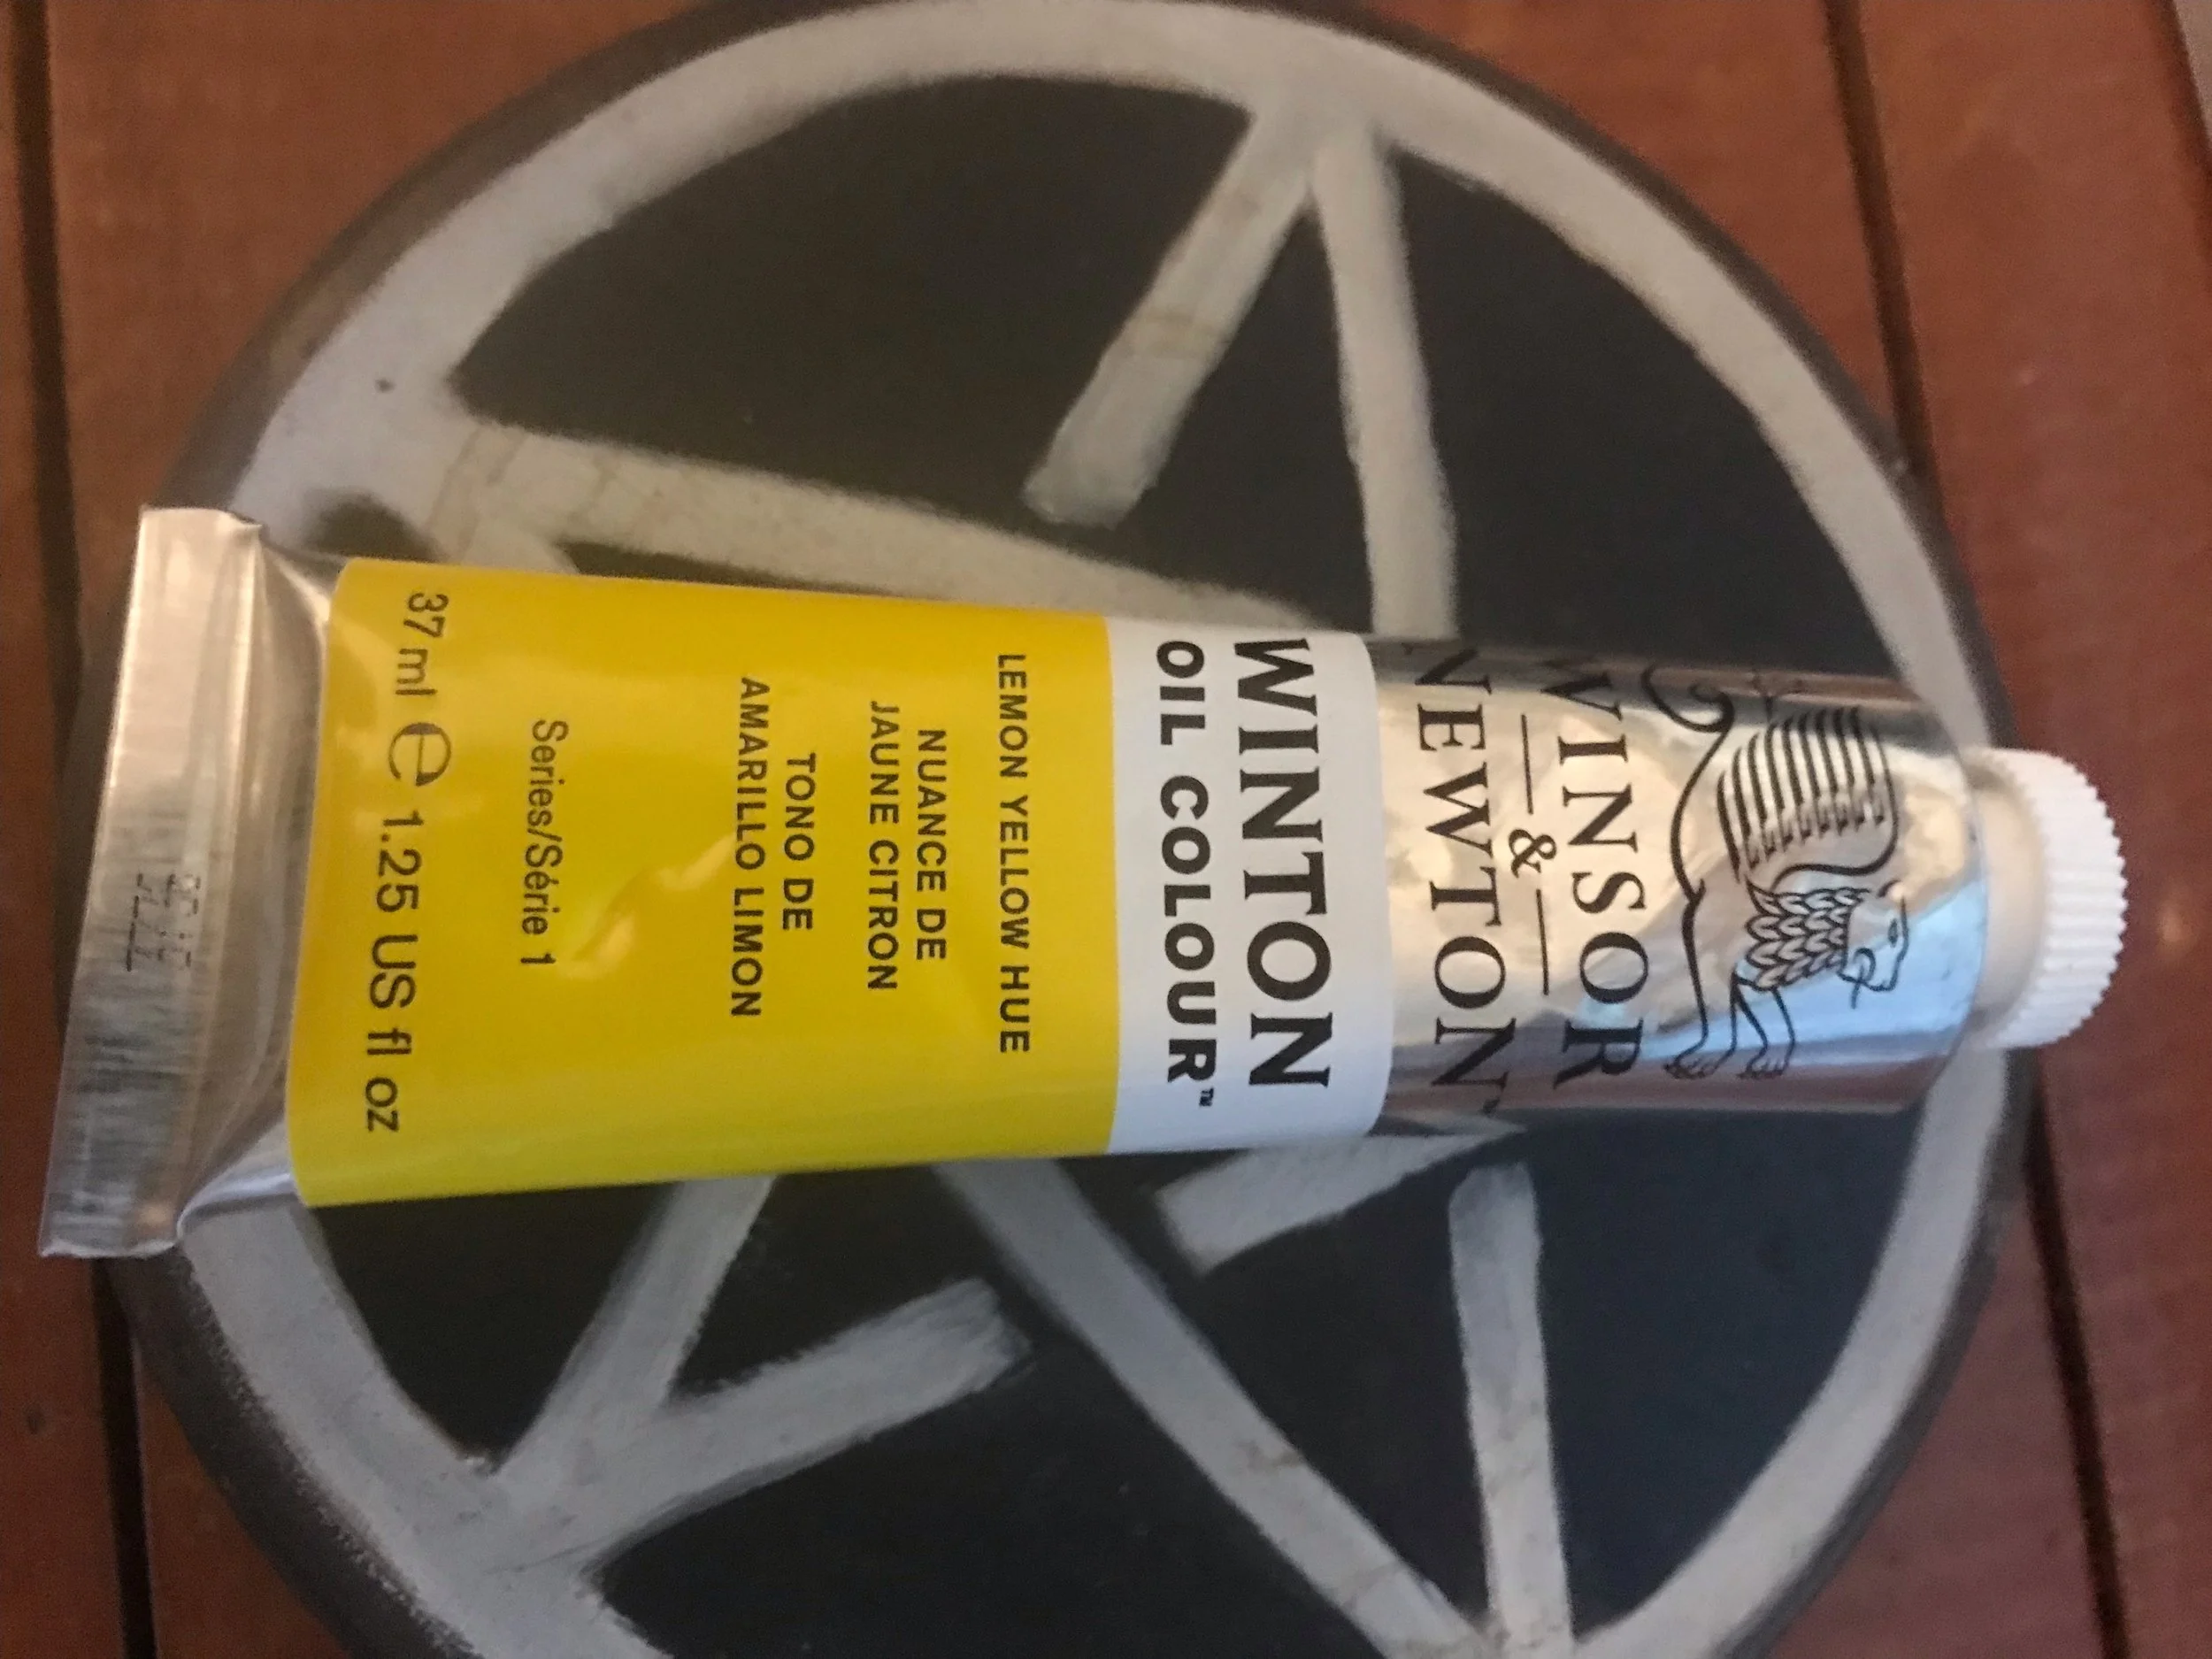 WINSOR
&
NEWTON
WINTON
OIL COLOUR™
LEMON YELLOW HUE
NUANCE DE
JAUNE CITRON
TONO DE
AMARILLO LIMON
Series/Série 1
37 ml ℮ 1.25 US fl oz